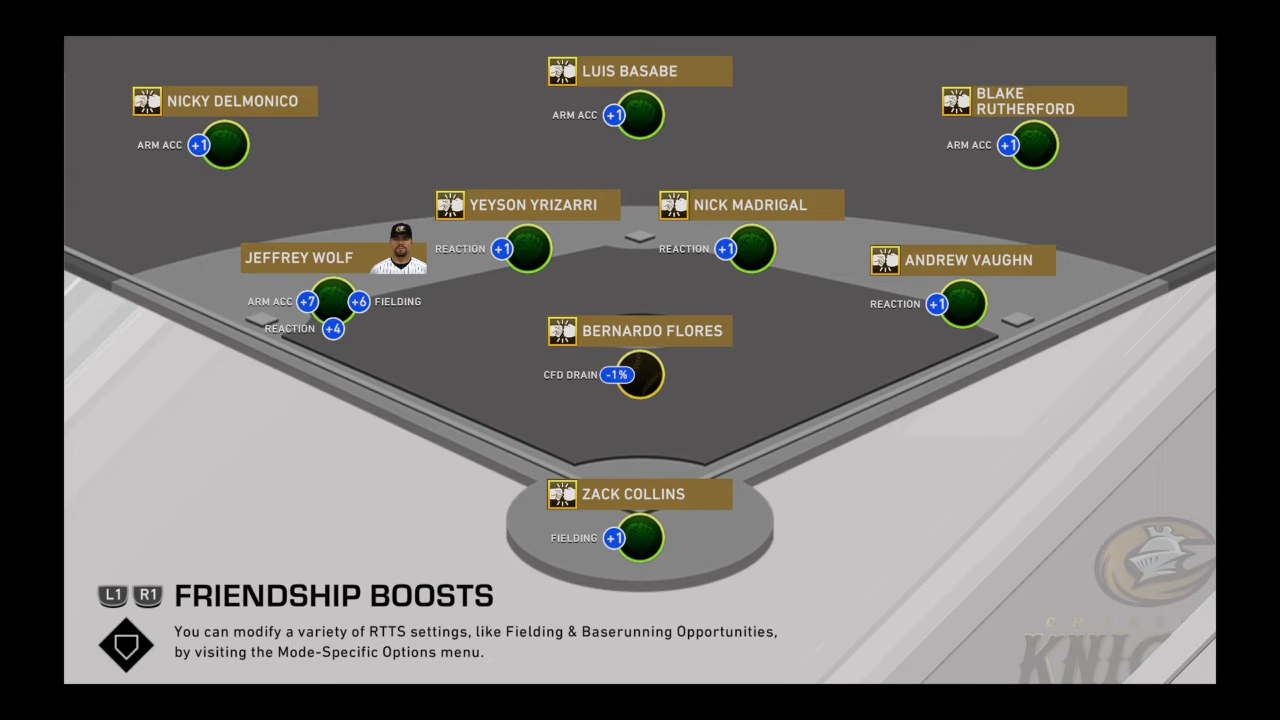 LUIS BASABE
ARM ACC +1
NICKY DELMONICO
ARM ACC +1
BLAKE
RUTHERFORD
ARM ACC +1
YEYSON YRIZARRI
REACTION +1
NICK MADRIGAL
REACTION +1
JEFFREY WOLF
ARM ACC +7 +6 FIELDING
REACTION +4
ANDREW VAUGHN
REACTION +1
BERNARDO FLORES
CFD DRAIN -1%
ZACK COLLINS
FIELDING +1
L1 R1 FRIENDSHIP BOOSTS
You can modify a variety of RTTS settings, like Fielding & Baserunning Opportunities,
by visiting the Mode-Specific Options menu.